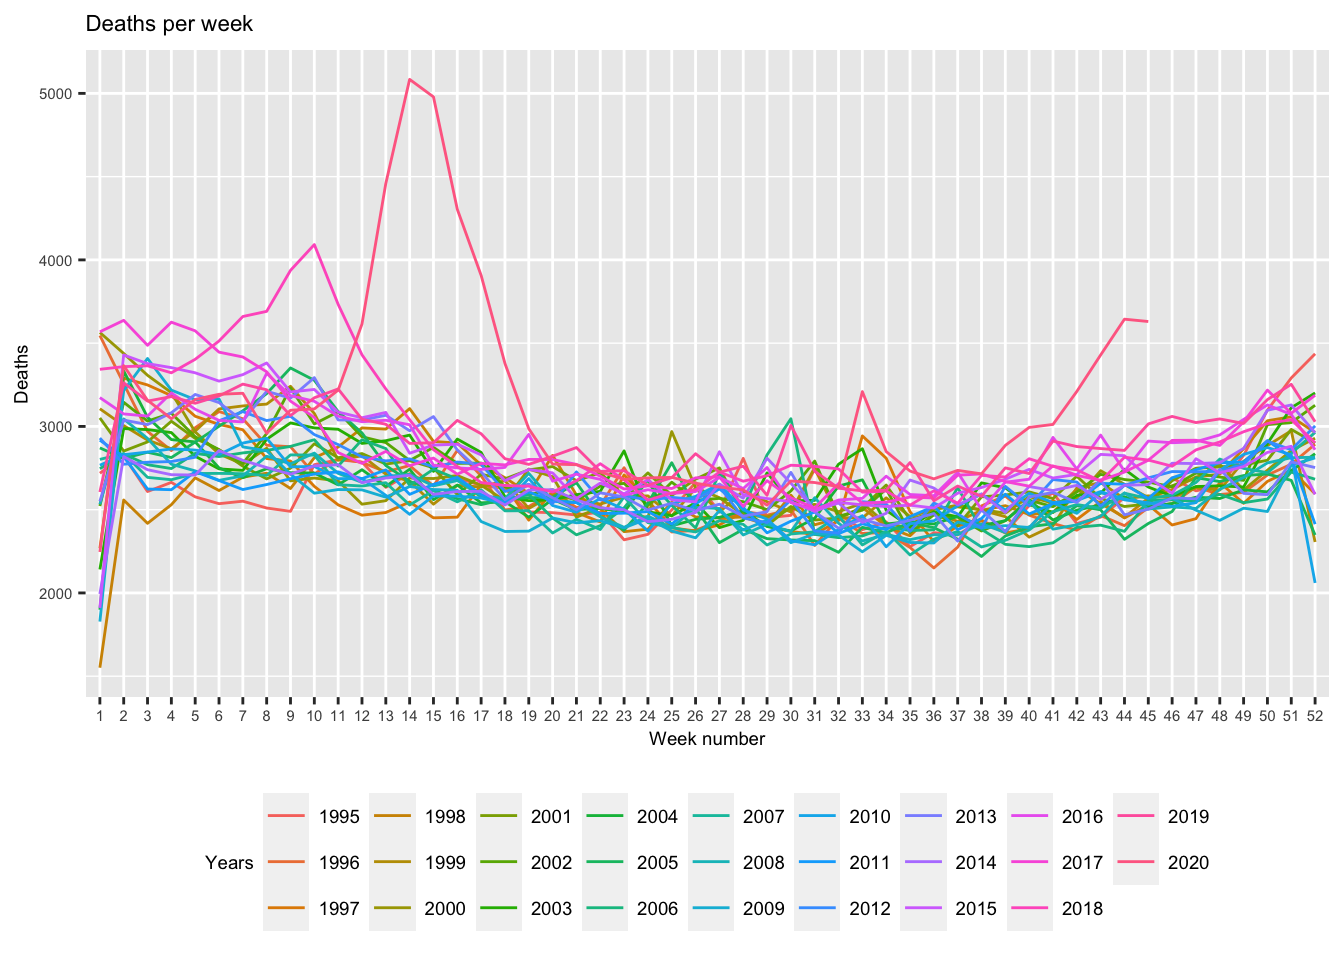 Deaths per week
Deaths
5000
4000
3000
2000
1 2 3 4 5 6 7 8 9 10 11 12 13 14 15 16 17 18 19 20 21 22 23 24 25 26 27 28 29 30 31 32 33 34 35 36 37 38 39 40 41 42 43 44 45 46 47 48 49 50 51 52
Week number
1995 1998 2001 2004 2007 2010 2013 2016 2019
Years 1996 1999 2002 2005 2008 2011 2014 2017 2020
1997 2000 2003 2006 2009 2012 2015 2018